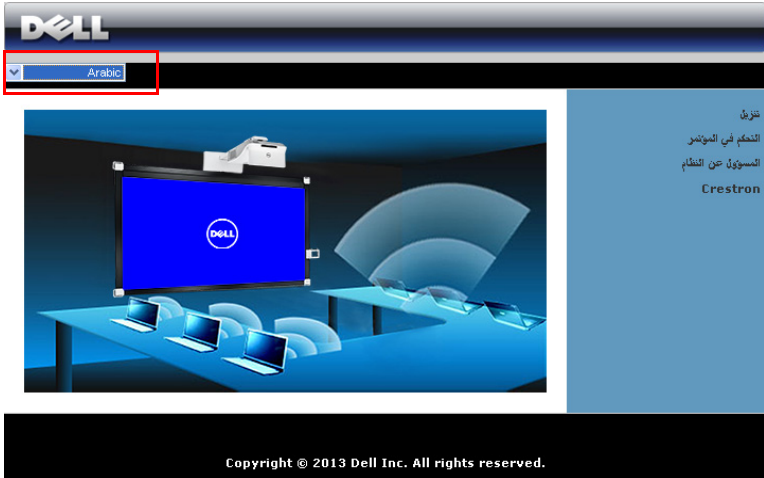 DELL
Arabic
تنزيل
التحكم في المؤتمر
المسؤول عن النظام
Crestron
DELL
Copyright © 2013 Dell Inc. All rights reserved.